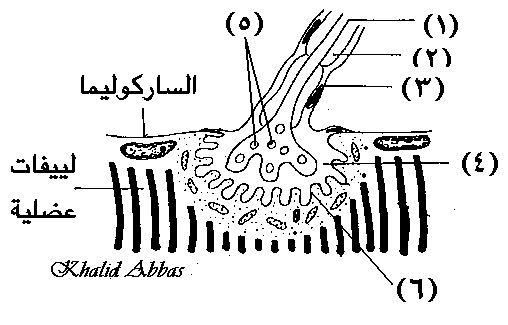 (٥)
(١)
(٢)
(٣)
الساركوليما
(٤)
لييفات
عضلية
(٦)
Khalid Abbas